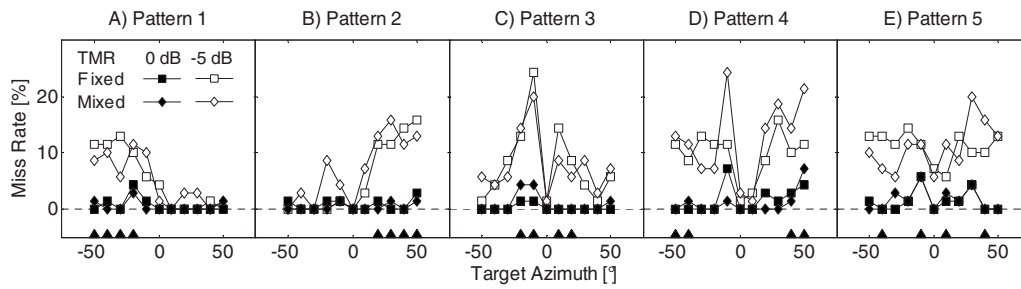 A) Pattern 1 B) Pattern 2 C) Pattern 3 D) Pattern 4 E) Pattern 5
TMR 0 dB -5 dB
Fixed
Mixed
Miss Rate [%]
20
10
0
-50 0 50 -50 0 50 -50 0 50 -50 0 50 -50 0 50
Target Azimuth [°]